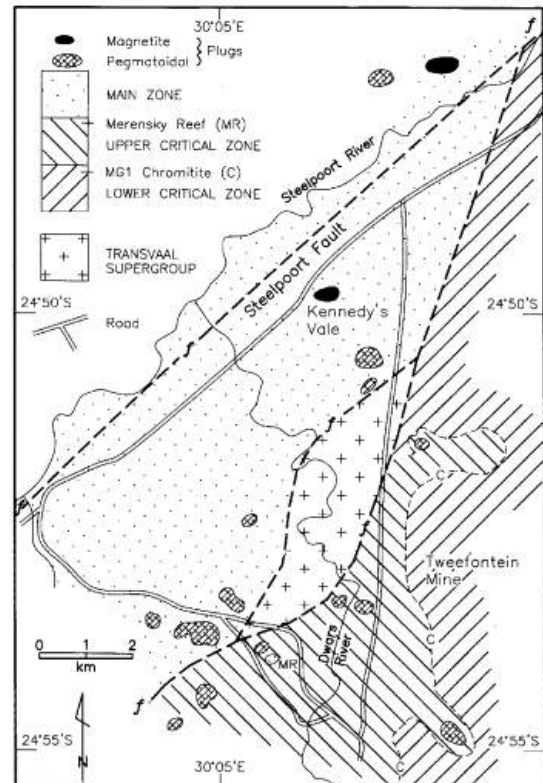 30°05'E
Magnetite
Pegmatoidal
Plugs
MAIN ZONE
Merensky Reef (MR)
UPPER CRITICAL ZONE
MG1 Chromitite (C)
LOWER CRITICAL ZONE
TRANSVAAL
SUPERGROUP
24°50'S
24°50'S
Road
Steelpoort River
Steelpoort Fault
Kennedy's
Vale
f
f
f
f
f
f
f
C
Tweefontein
Mine
C
Dwars
River
MR
C
0 1 2
km
N
24°55'S
24°55'S
30°05'E